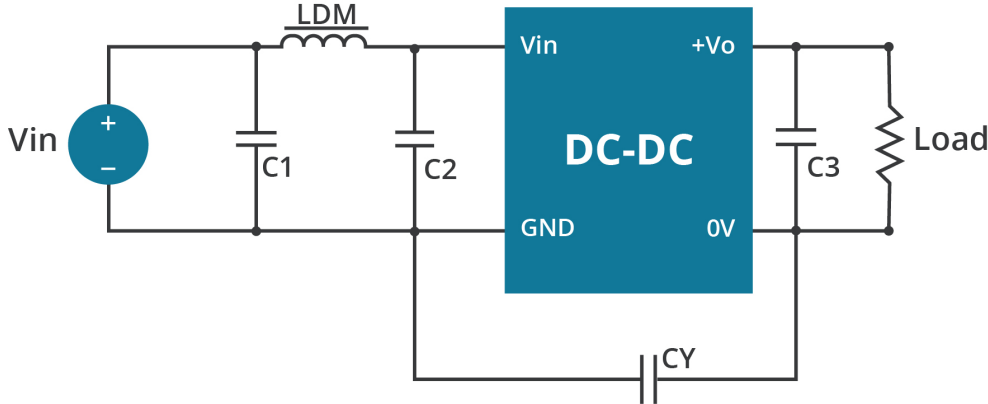 LDM
Vin
+
−
C1
C2
Vin
+Vo
DC-DC
GND
0V
C3
Load
CY